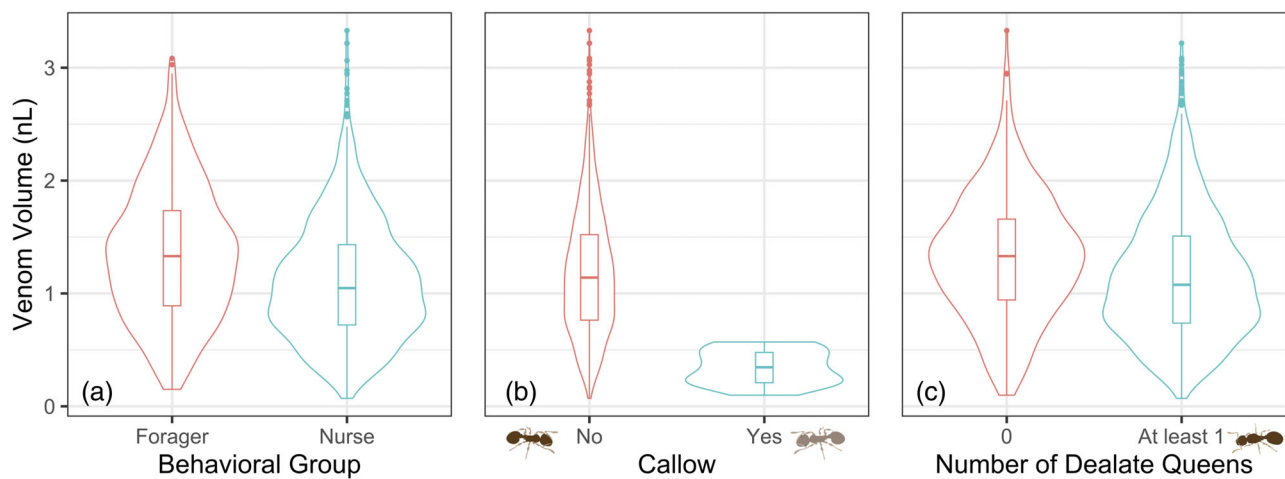 Venom Volume (nL)
3
2
1
0
(a)
Forager Nurse
Behavioral Group
(b)
No Yes
Callow
(c)
0 At least 1
Number of Dealate Queens